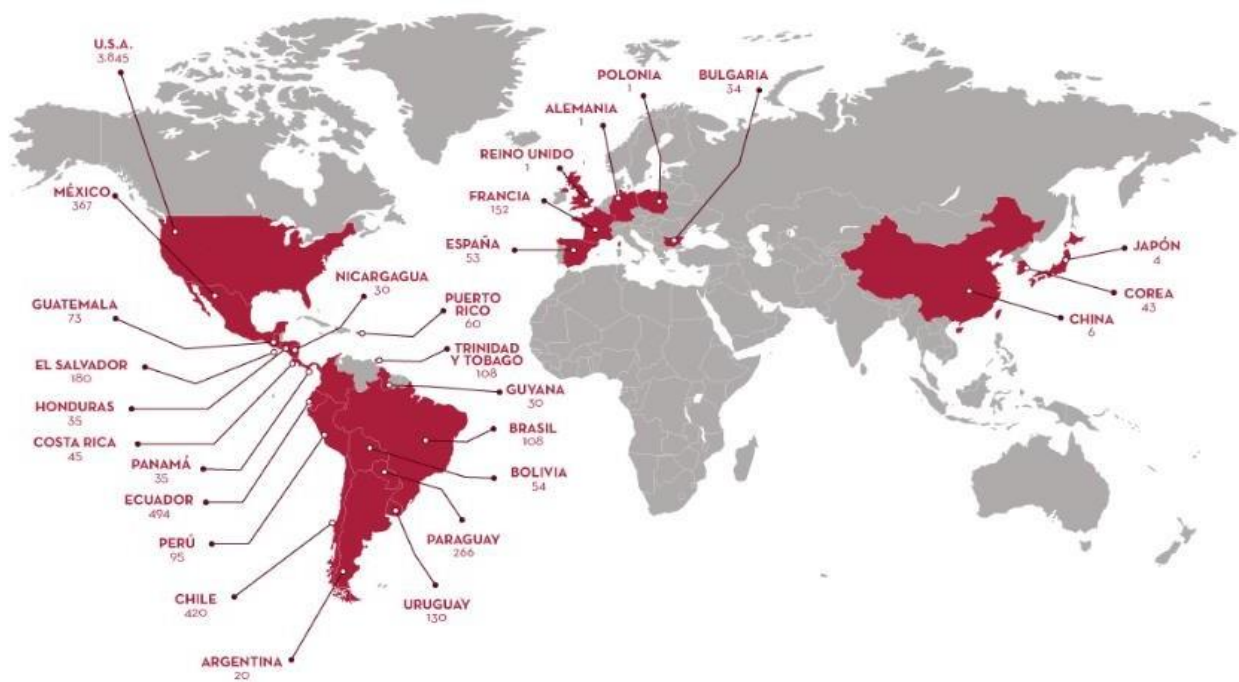 U.S.A.
3.845
MÉXICO
367
GUATEMALA
73
EL SALVADOR
180
HONDURAS
35
COSTA RICA
45
PANAMÁ
35
ECUADOR
494
PERÚ
95
CHILE
420
ARGENTINA
20
NICARGAGUA
30
PUERTO
RICO
60
TRINIDAD
Y TOBAGO
108
GUYANA
30
BRASIL
108
BOLIVIA
54
PARAGUAY
266
URUGUAY
130
POLONIA
1
BULGARIA
34
ALEMANIA
1
REINO UNIDO
1
FRANCIA
152
ESPAÑA
53
JAPÓN
4
COREA
43
CHINA
6